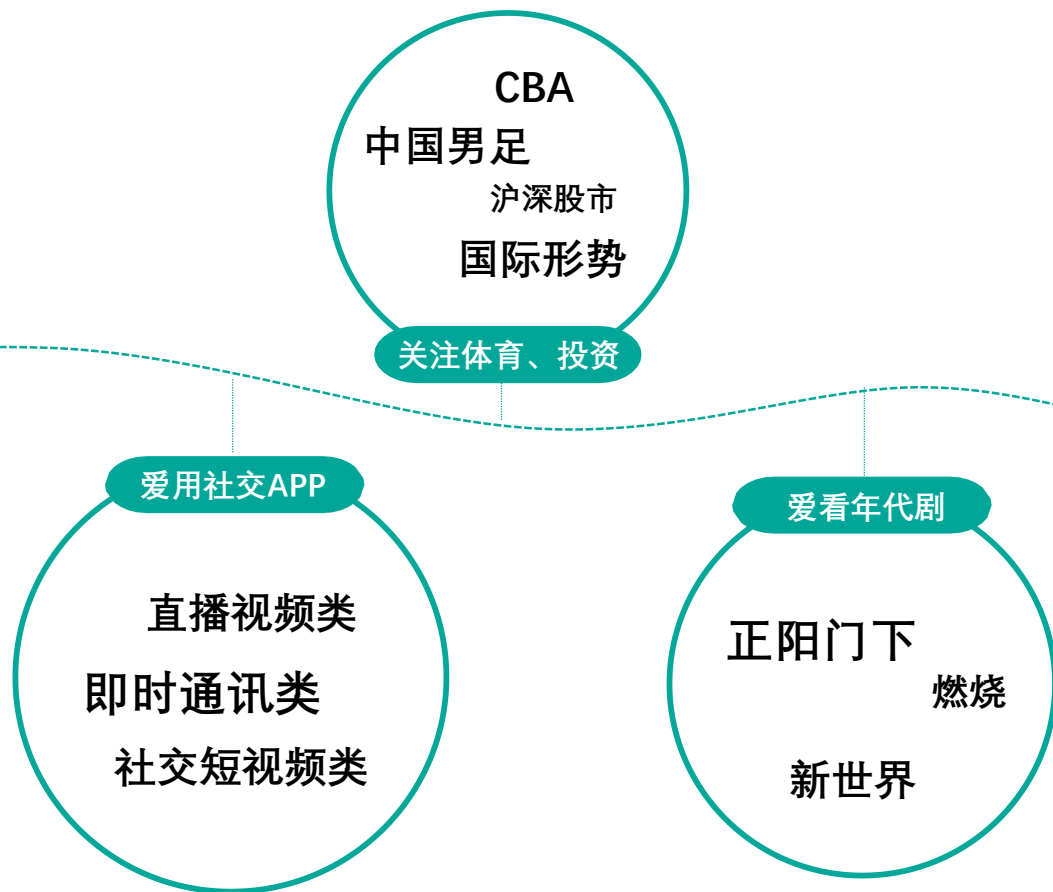 CBA
中国男足
沪深股市
国际形势
关注体育、投资
爱用社交APP
直播视频类
即时通讯类
社交短视频类
爱看年代剧
正阳门下
燃烧
新世界